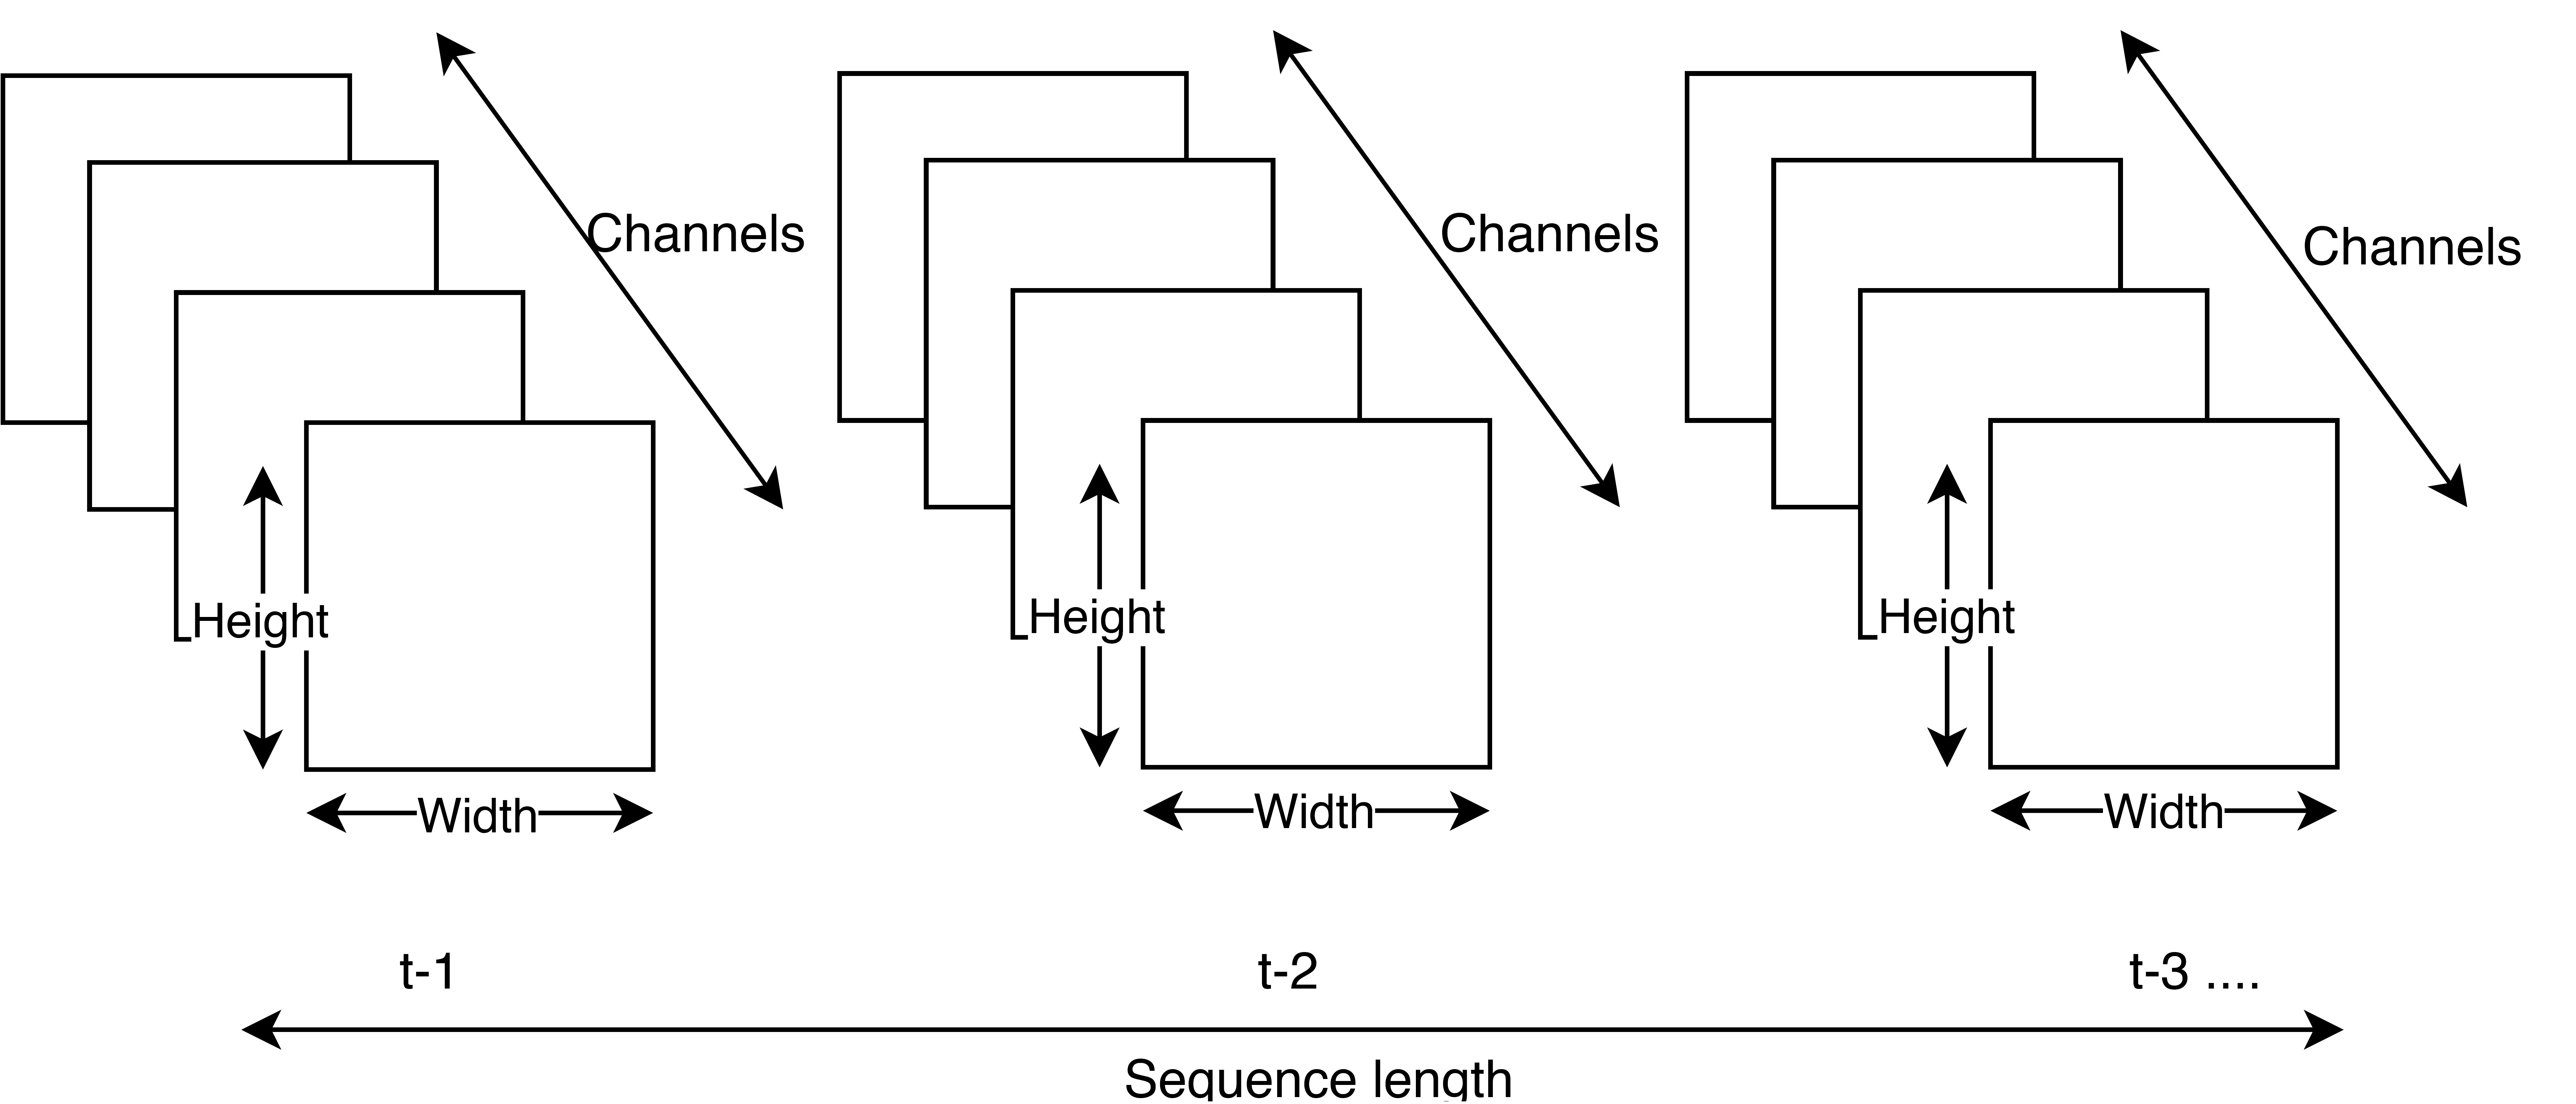 Channels
Channels
Channels
Height
Height
Height
Width
Width
Width
t-1
t-2
t-3 ....
Sequence length